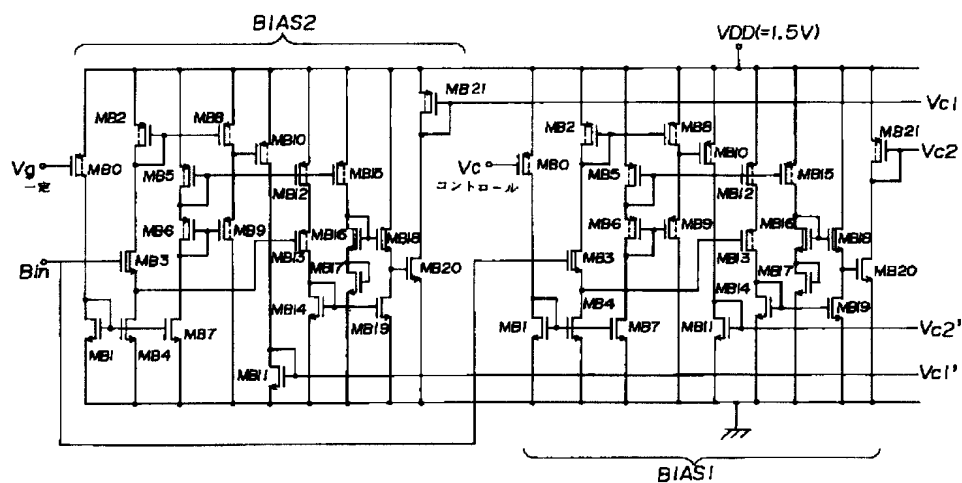 BIAS2
VDD(=1.5V)
MB2
MB8
MB21
Vc1
MB2
MB8
MB21
Vg
一定
MB0
MB10
Vc
コントロール
MB0
MB10
Vc2
MB5
MB12
MB15
MB5
MB12
MB15
MB6
MB9
MB16
MB18
MB6
MB9
MB16
MB18
Bin
MB3
MB13
MB17
MB20
MB3
MB13
MB17
MB20
MB14
MB4
MB14
MB1
MB4
MB7
MB19
MB1
MB7
MB11
MB19
Vc2'
MB11
Vc1'
BIAS1